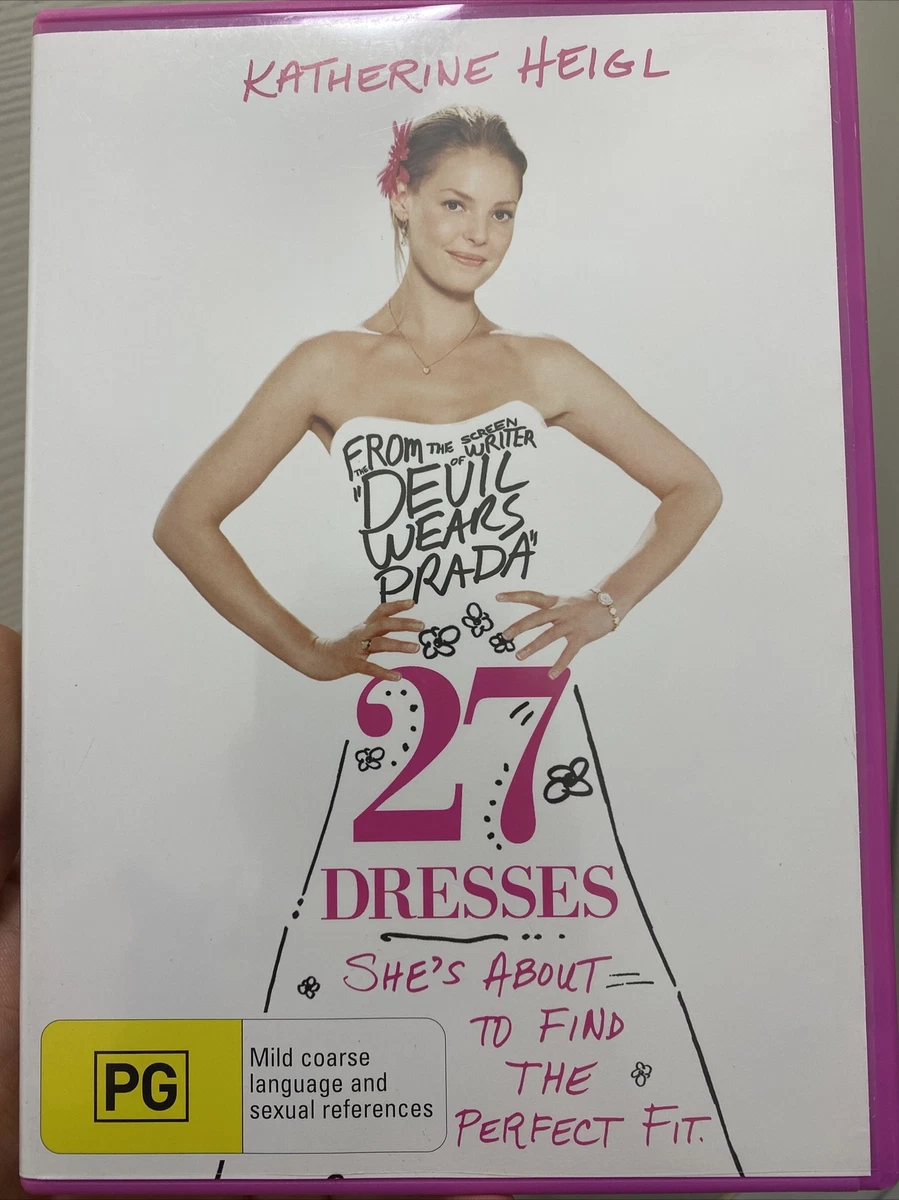 KATHERINE HEIGL
FROM THE SCREEN
WRITER
OF
THE
"DEVIL
WEARS
PRADA"
27
DRESSES
SHE'S ABOUT
TO FIND
THE
PERFECT FIT.
PG
Mild coarse
language and
sexual references